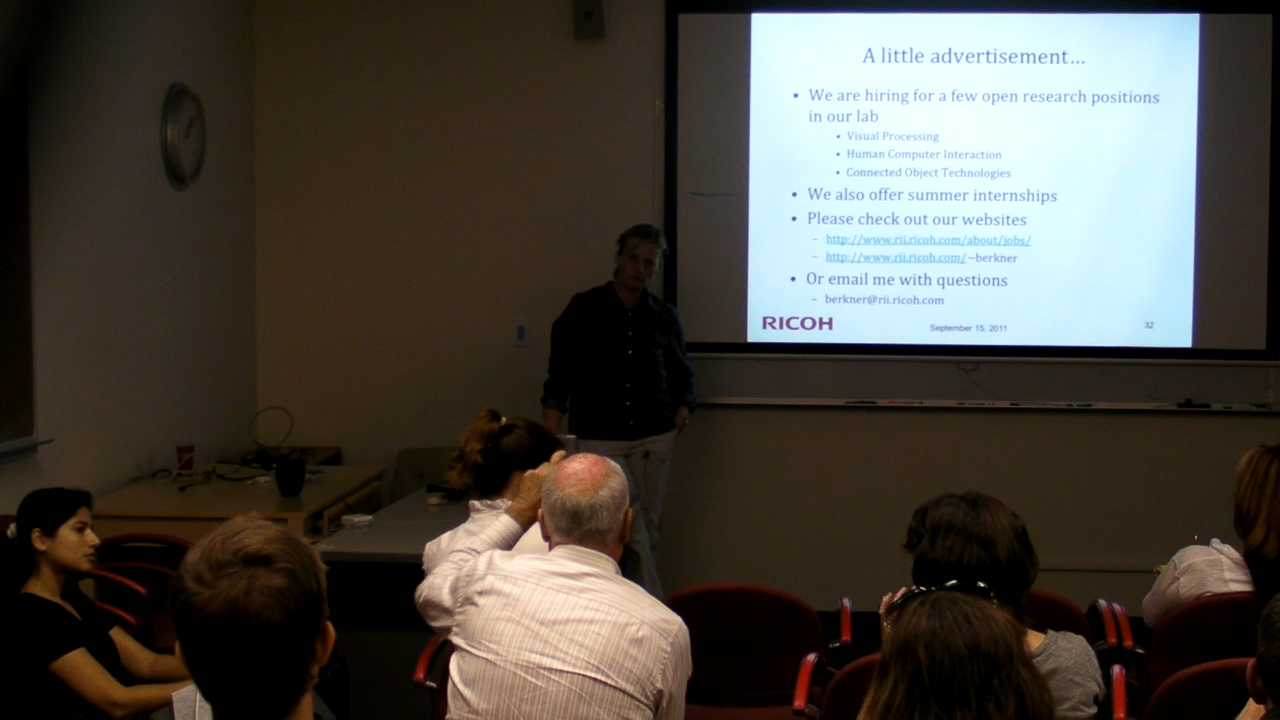 A little advertisement...
• We are hiring for a few open research positions
in our lab
• Visual Processing
• Human Computer Interaction
• Connected Object Technologies
• We also offer summer internships
• Please check out our websites
– http://www.rii.ricoh.com/about/jobs/
– http://www.rii.ricoh.com/~berkner
• Or email me with questions
– berkner@rii.ricoh.com
RICOH
September 15, 2011
32